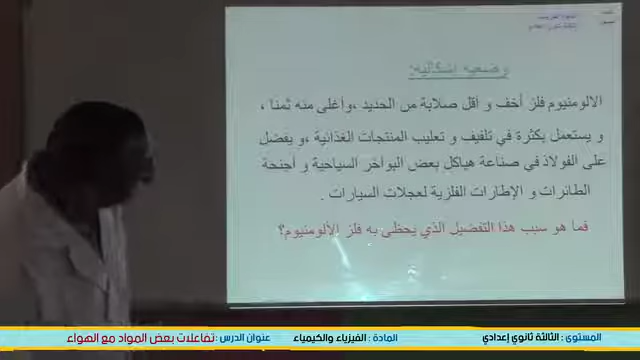 وضعية إشكالية:
الالومنيوم فلز أخف و أقل صلابة من الحديد ،وأغلى منه ثمنا ،
و يستعمل بكثرة في تلفيف و تعليب المنتجات الغذائية ،و يفضل
على الفولاذ في صناعة هياكل بعض البواخر السياحية و أجنحة
الطائرات و الإطارات الفلزية لعجلات السيارات .
فما هو سبب هذا التفضيل الذي يحظى به فلز الألومنيوم؟
المستوى : الثالثة ثانوي إعدادي المادة : الفيزياء والكيمياء عنوان الدرس : تفاعلات بعض المواد مع الهواء